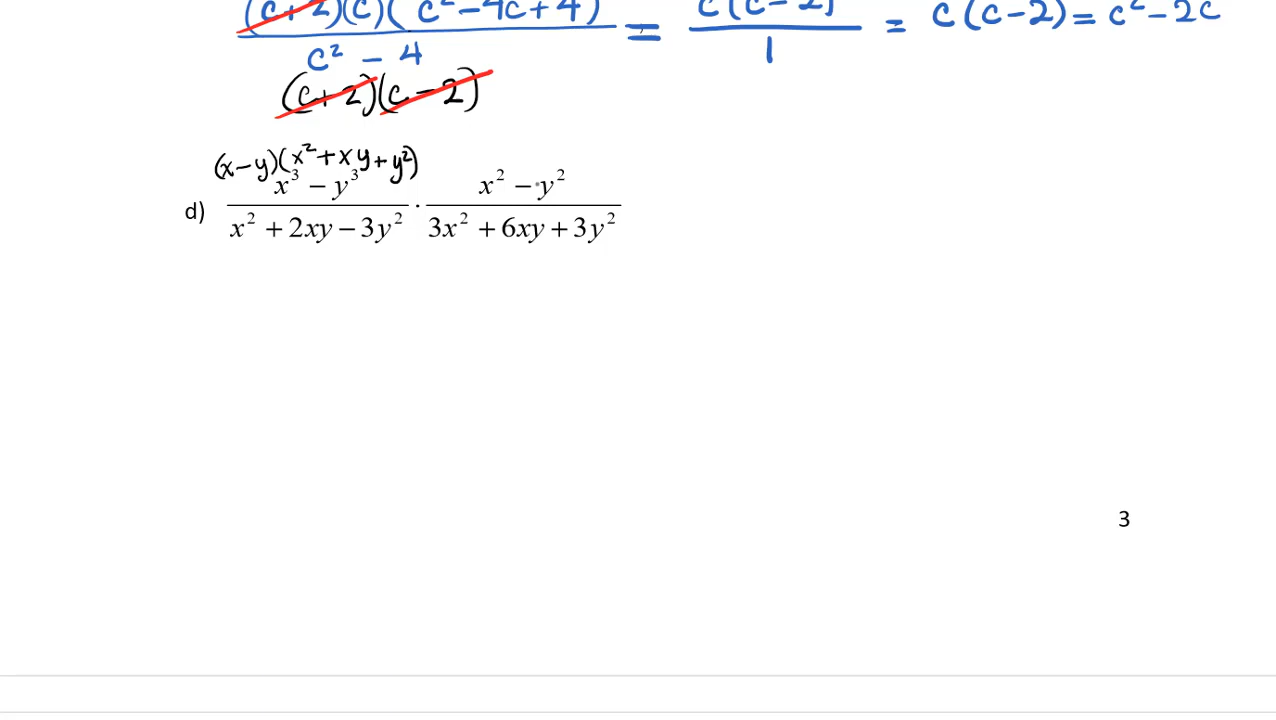 (c+2)(c)(c²-4c+4) = c(c-2) = c(c-2) = c²-2c
c² - 4 1
(c+2)(c-2)
(x-y)(x²+xy+y²)
x³ - y³ x² - y²
d) ·
x² + 2xy - 3y² 3x² + 6xy + 3y²
3